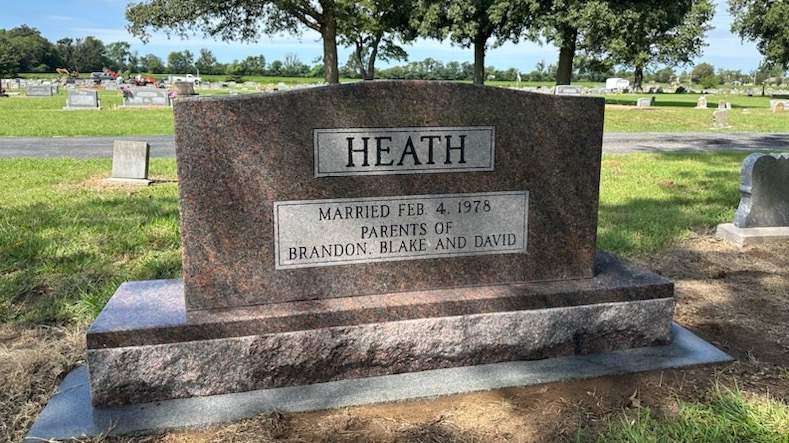 HEATH
MARRIED FEB. 4, 1978
PARENTS OF
BRANDON, BLAKE AND DAVID